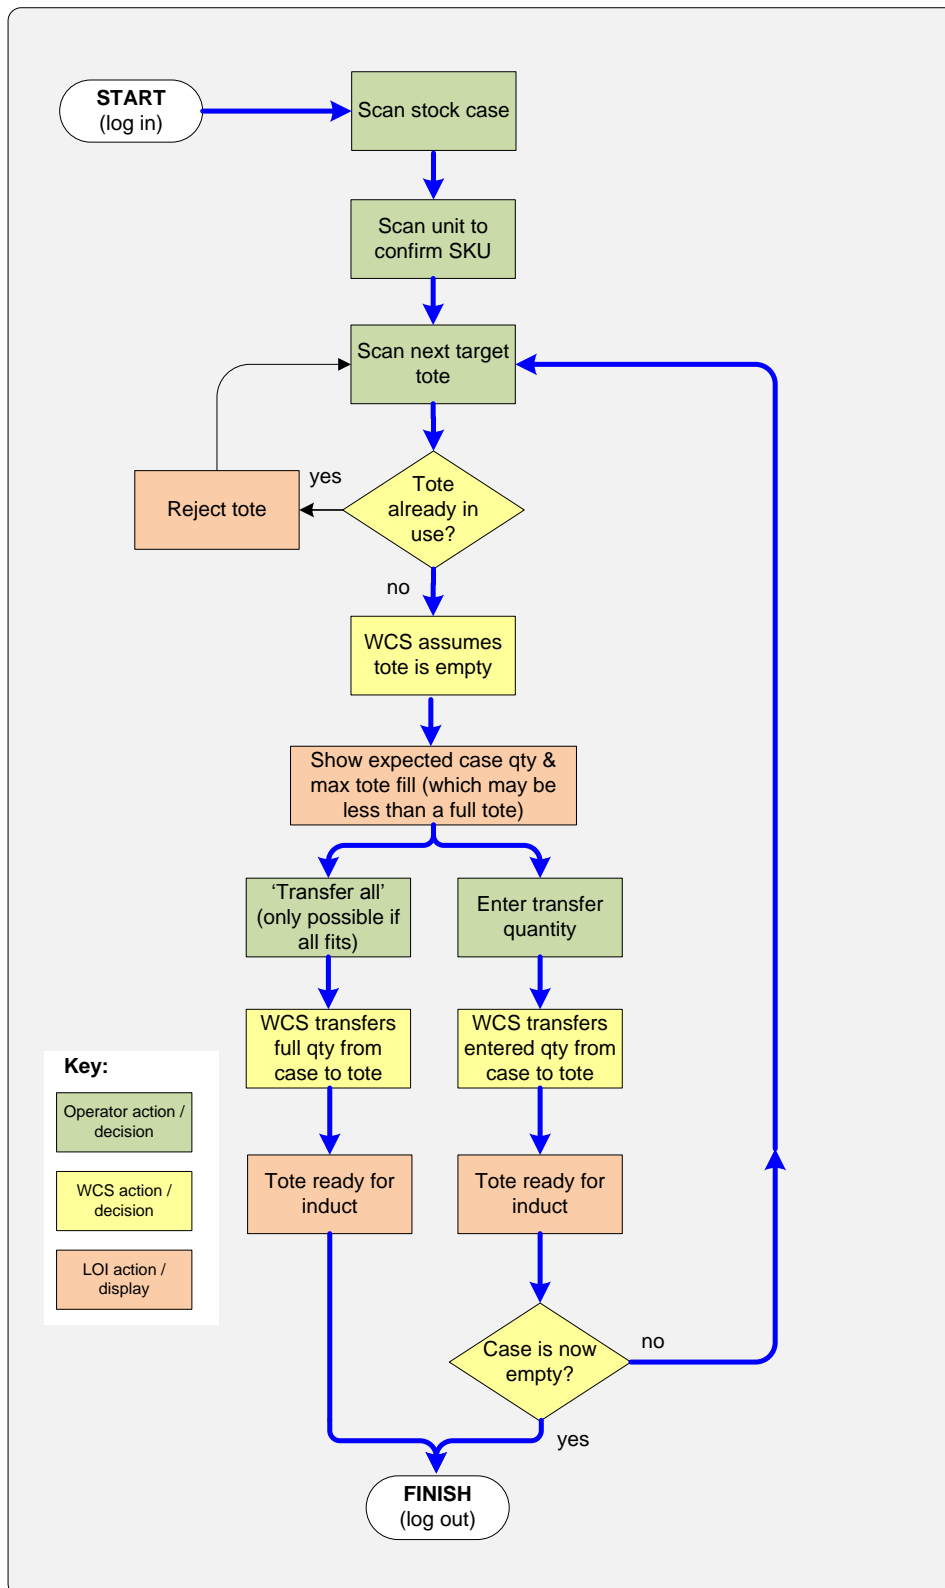 START
(log in)
Scan stock case
Scan unit to
confirm SKU
Scan next target
tote
Tote
already in
use?
yes
Reject tote
no
WCS assumes
tote is empty
Show expected case qty &
max tote fill (which may be
less than a full tote)
‘Transfer all’
(only possible if
all fits)
Enter transfer
quantity
WCS transfers
full qty from
case to tote
WCS transfers
entered qty from
case to tote
Key:
Operator action /
decision
WCS action /
decision
LOI action /
display
Tote ready for
induct
Tote ready for
induct
Case is now
empty?
no
yes
FINISH
(log out)